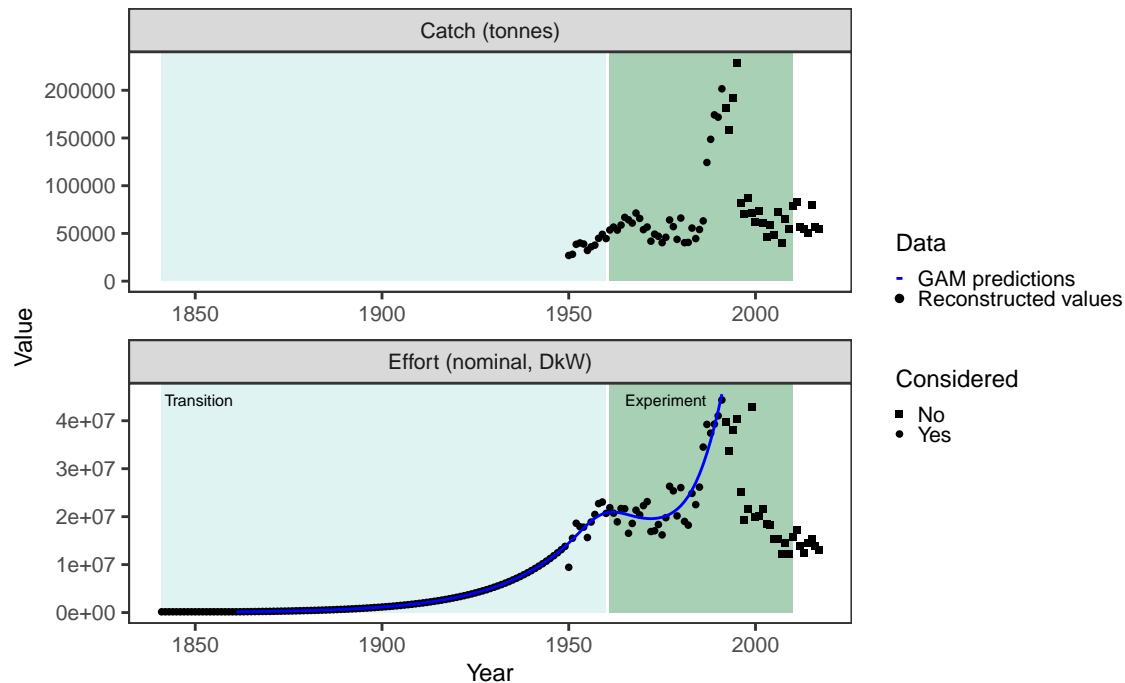 Catch (tonnes)
200000
150000
100000
50000
0
1850 1900 1950 2000
Value
Effort (nominal, DkW)
Transition Experiment
4e+07
3e+07
2e+07
1e+07
0e+00
1850 1900 1950 2000
Year
Data
GAM predictions
Reconstructed values
Considered
No
Yes